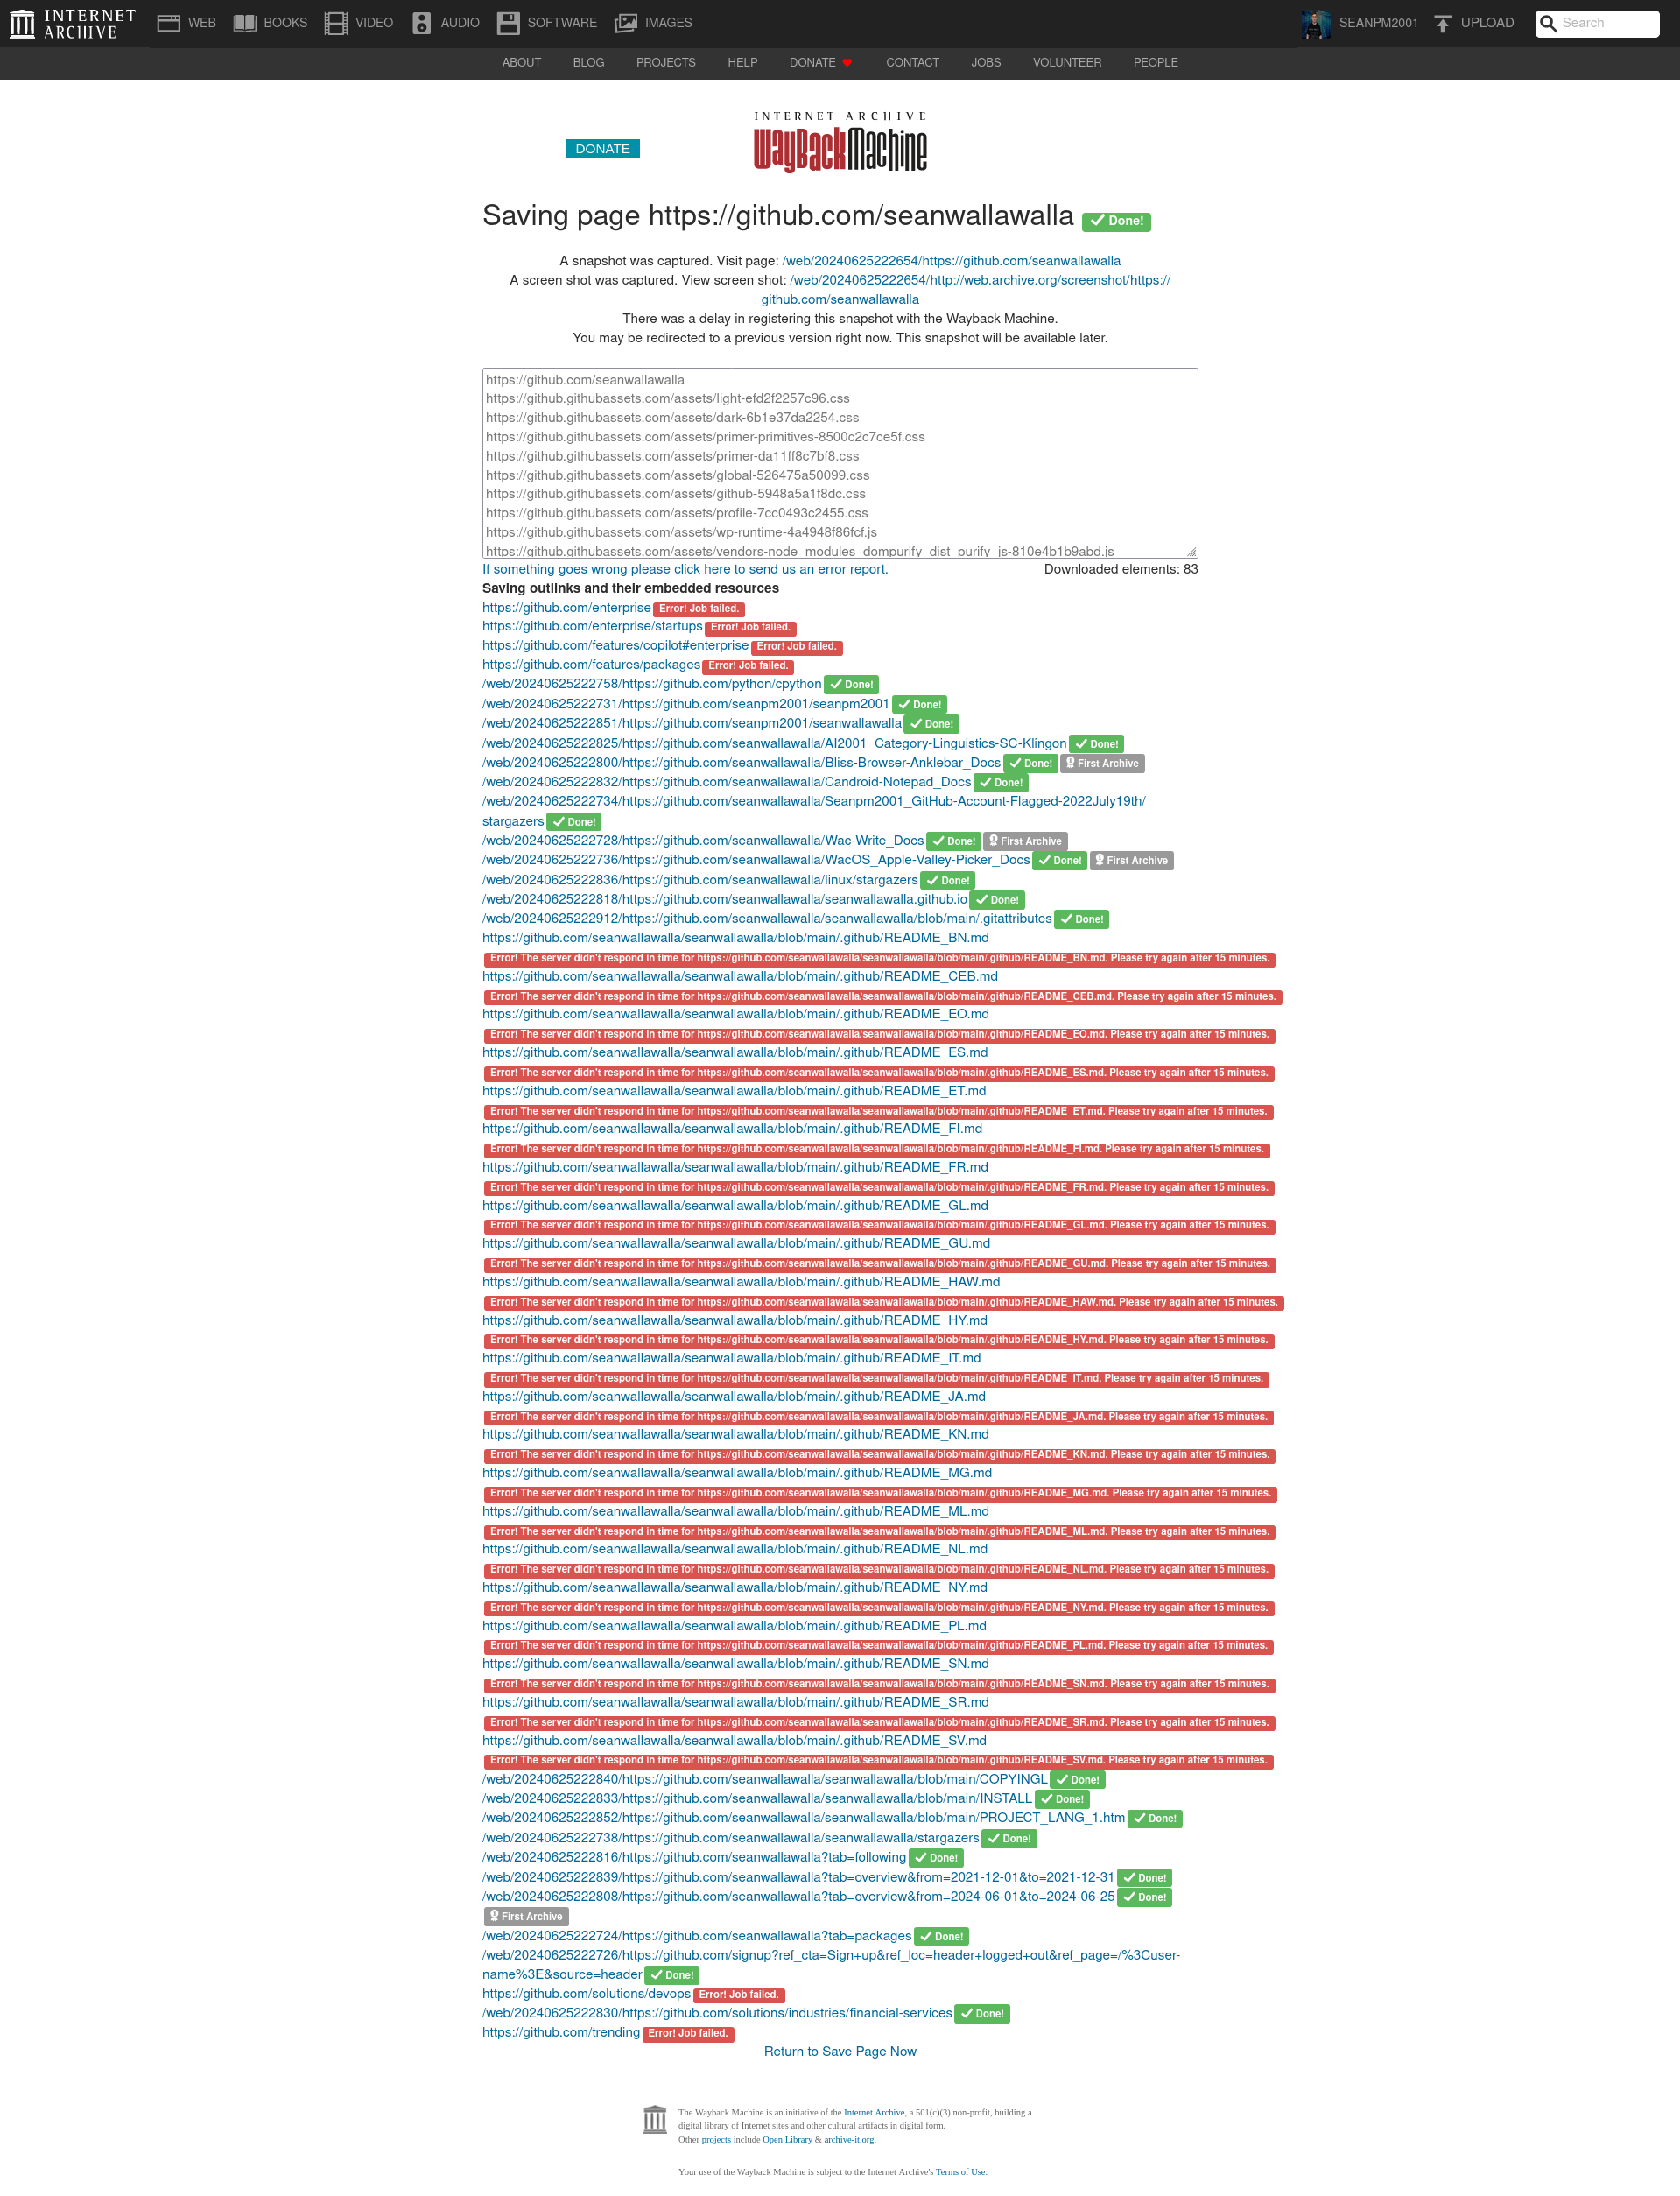 INTERNET ARCHIVE
WEB BOOKS VIDEO AUDIO SOFTWARE IMAGES SEANPM2001 UPLOAD Search
ABOUT BLOG PROJECTS HELP DONATE CONTACT JOBS VOLUNTEER PEOPLE
INTERNET ARCHIVE
DONATE WayBackMachine
Saving page https://github.com/seanwallawalla Done!
A snapshot was captured. Visit page: /web/20240625222654/https://github.com/seanwallawalla
A screen shot was captured. View screen shot: /web/20240625222654/http://web.archive.org/screenshot/https://
github.com/seanwallawalla
There was a delay in registering this snapshot with the Wayback Machine.
You may be redirected to a previous version right now. This snapshot will be available later.
https://github.com/seanwallawalla
https://github.githubassets.com/assets/light-efd2f2257c96.css
https://github.githubassets.com/assets/dark-6b1e37da2254.css
https://github.githubassets.com/assets/primer-primitives-8500c2c7ce5f.css
https://github.githubassets.com/assets/primer-da11ff8c7bf8.css
https://github.githubassets.com/assets/global-526475a50099.css
https://github.githubassets.com/assets/github-5948a5a1f8dc.css
https://github.githubassets.com/assets/profile-7cc0493c2455.css
https://github.githubassets.com/assets/wp-runtime-4a4948f86fcf.js
https://github.githubassets.com/assets/vendors-node_modules_dompurify_dist_purify_js-810e4b1b9abd.js
If something goes wrong please click here to send us an error report. Downloaded elements: 83
Saving outlinks and their embedded resources
https://github.com/enterprise Error! Job failed.
https://github.com/enterprise/startups Error! Job failed.
https://github.com/features/copilot#enterprise Error! Job failed.
https://github.com/features/packages Error! Job failed.
/web/20240625222758/https://github.com/python/cpython Done!
/web/20240625222731/https://github.com/seanpm2001/seanpm2001 Done!
/web/20240625222851/https://github.com/seanpm2001/seanwallawalla Done!
/web/20240625222825/https://github.com/seanwallawalla/AI2001_Category-Linguistics-SC-Klingon Done!
/web/20240625222800/https://github.com/seanwallawalla/Bliss-Browser-Anklebar_Docs Done! First Archive
/web/20240625222832/https://github.com/seanwallawalla/Candroid-Notepad_Docs Done!
/web/20240625222734/https://github.com/seanwallawalla/Seanpm2001_GitHub-Account-Flagged-2022July19th/
stargazers Done!
/web/20240625222728/https://github.com/seanwallawalla/Wac-Write_Docs Done! First Archive
/web/20240625222736/https://github.com/seanwallawalla/WacOS_Apple-Valley-Picker_Docs Done! First Archive
/web/20240625222836/https://github.com/seanwallawalla/linux/stargazers Done!
/web/20240625222818/https://github.com/seanwallawalla/seanwallawalla.github.io Done!
/web/20240625222912/https://github.com/seanwallawalla/seanwallawalla/blob/main/.gitattributes Done!
https://github.com/seanwallawalla/seanwallawalla/blob/main/.github/README_BN.md
Error! The server didn't respond in time for https://github.com/seanwallawalla/seanwallawalla/blob/main/.github/README_BN.md. Please try again after 15 minutes.
https://github.com/seanwallawalla/seanwallawalla/blob/main/.github/README_CEB.md
Error! The server didn't respond in time for https://github.com/seanwallawalla/seanwallawalla/blob/main/.github/README_CEB.md. Please try again after 15 minutes.
https://github.com/seanwallawalla/seanwallawalla/blob/main/.github/README_EO.md
Error! The server didn't respond in time for https://github.com/seanwallawalla/seanwallawalla/blob/main/.github/README_EO.md. Please try again after 15 minutes.
https://github.com/seanwallawalla/seanwallawalla/blob/main/.github/README_ES.md
Error! The server didn't respond in time for https://github.com/seanwallawalla/seanwallawalla/blob/main/.github/README_ES.md. Please try again after 15 minutes.
https://github.com/seanwallawalla/seanwallawalla/blob/main/.github/README_ET.md
Error! The server didn't respond in time for https://github.com/seanwallawalla/seanwallawalla/blob/main/.github/README_ET.md. Please try again after 15 minutes.
https://github.com/seanwallawalla/seanwallawalla/blob/main/.github/README_FI.md
Error! The server didn't respond in time for https://github.com/seanwallawalla/seanwallawalla/blob/main/.github/README_FI.md. Please try again after 15 minutes.
https://github.com/seanwallawalla/seanwallawalla/blob/main/.github/README_FR.md
Error! The server didn't respond in time for https://github.com/seanwallawalla/seanwallawalla/blob/main/.github/README_FR.md. Please try again after 15 minutes.
https://github.com/seanwallawalla/seanwallawalla/blob/main/.github/README_GL.md
Error! The server didn't respond in time for https://github.com/seanwallawalla/seanwallawalla/blob/main/.github/README_GL.md. Please try again after 15 minutes.
https://github.com/seanwallawalla/seanwallawalla/blob/main/.github/README_GU.md
Error! The server didn't respond in time for https://github.com/seanwallawalla/seanwallawalla/blob/main/.github/README_GU.md. Please try again after 15 minutes.
https://github.com/seanwallawalla/seanwallawalla/blob/main/.github/README_HAW.md
Error! The server didn't respond in time for https://github.com/seanwallawalla/seanwallawalla/blob/main/.github/README_HAW.md. Please try again after 15 minutes.
https://github.com/seanwallawalla/seanwallawalla/blob/main/.github/README_HY.md
Error! The server didn't respond in time for https://github.com/seanwallawalla/seanwallawalla/blob/main/.github/README_HY.md. Please try again after 15 minutes.
https://github.com/seanwallawalla/seanwallawalla/blob/main/.github/README_IT.md
Error! The server didn't respond in time for https://github.com/seanwallawalla/seanwallawalla/blob/main/.github/README_IT.md. Please try again after 15 minutes.
https://github.com/seanwallawalla/seanwallawalla/blob/main/.github/README_JA.md
Error! The server didn't respond in time for https://github.com/seanwallawalla/seanwallawalla/blob/main/.github/README_JA.md. Please try again after 15 minutes.
https://github.com/seanwallawalla/seanwallawalla/blob/main/.github/README_KN.md
Error! The server didn't respond in time for https://github.com/seanwallawalla/seanwallawalla/blob/main/.github/README_KN.md. Please try again after 15 minutes.
https://github.com/seanwallawalla/seanwallawalla/blob/main/.github/README_MG.md
Error! The server didn't respond in time for https://github.com/seanwallawalla/seanwallawalla/blob/main/.github/README_MG.md. Please try again after 15 minutes.
https://github.com/seanwallawalla/seanwallawalla/blob/main/.github/README_ML.md
Error! The server didn't respond in time for https://github.com/seanwallawalla/seanwallawalla/blob/main/.github/README_ML.md. Please try again after 15 minutes.
https://github.com/seanwallawalla/seanwallawalla/blob/main/.github/README_NL.md
Error! The server didn't respond in time for https://github.com/seanwallawalla/seanwallawalla/blob/main/.github/README_NL.md. Please try again after 15 minutes.
https://github.com/seanwallawalla/seanwallawalla/blob/main/.github/README_NY.md
Error! The server didn't respond in time for https://github.com/seanwallawalla/seanwallawalla/blob/main/.github/README_NY.md. Please try again after 15 minutes.
https://github.com/seanwallawalla/seanwallawalla/blob/main/.github/README_PL.md
Error! The server didn't respond in time for https://github.com/seanwallawalla/seanwallawalla/blob/main/.github/README_PL.md. Please try again after 15 minutes.
https://github.com/seanwallawalla/seanwallawalla/blob/main/.github/README_SN.md
Error! The server didn't respond in time for https://github.com/seanwallawalla/seanwallawalla/blob/main/.github/README_SN.md. Please try again after 15 minutes.
https://github.com/seanwallawalla/seanwallawalla/blob/main/.github/README_SR.md
Error! The server didn't respond in time for https://github.com/seanwallawalla/seanwallawalla/blob/main/.github/README_SR.md. Please try again after 15 minutes.
https://github.com/seanwallawalla/seanwallawalla/blob/main/.github/README_SV.md
Error! The server didn't respond in time for https://github.com/seanwallawalla/seanwallawalla/blob/main/.github/README_SV.md. Please try again after 15 minutes.
/web/20240625222840/https://github.com/seanwallawalla/seanwallawalla/blob/main/COPYINGL Done!
/web/20240625222833/https://github.com/seanwallawalla/seanwallawalla/blob/main/INSTALL Done!
/web/20240625222852/https://github.com/seanwallawalla/seanwallawalla/blob/main/PROJECT_LANG_1.htm Done!
/web/20240625222738/https://github.com/seanwallawalla/seanwallawalla/stargazers Done!
/web/20240625222816/https://github.com/seanwallawalla?tab=following Done!
/web/20240625222839/https://github.com/seanwallawalla?tab=overview&from=2021-12-01&to=2021-12-31 Done!
/web/20240625222808/https://github.com/seanwallawalla?tab=overview&from=2024-06-01&to=2024-06-25 Done!
First Archive
/web/20240625222724/https://github.com/seanwallawalla?tab=packages Done!
/web/20240625222726/https://github.com/signup?ref_cta=Sign+up&ref_loc=header+logged+out&ref_page=/%3Cuser-
name%3E&source=header Done!
https://github.com/solutions/devops Error! Job failed.
/web/20240625222830/https://github.com/solutions/industries/financial-services Done!
https://github.com/trending Error! Job failed.
Return to Save Page Now
The Wayback Machine is an initiative of the Internet Archive, a 501(c)(3) non-profit, building a
digital library of Internet sites and other cultural artifacts in digital form.
Other projects include Open Library & archive-it.org.
Your use of the Wayback Machine is subject to the Internet Archive's Terms of Use.